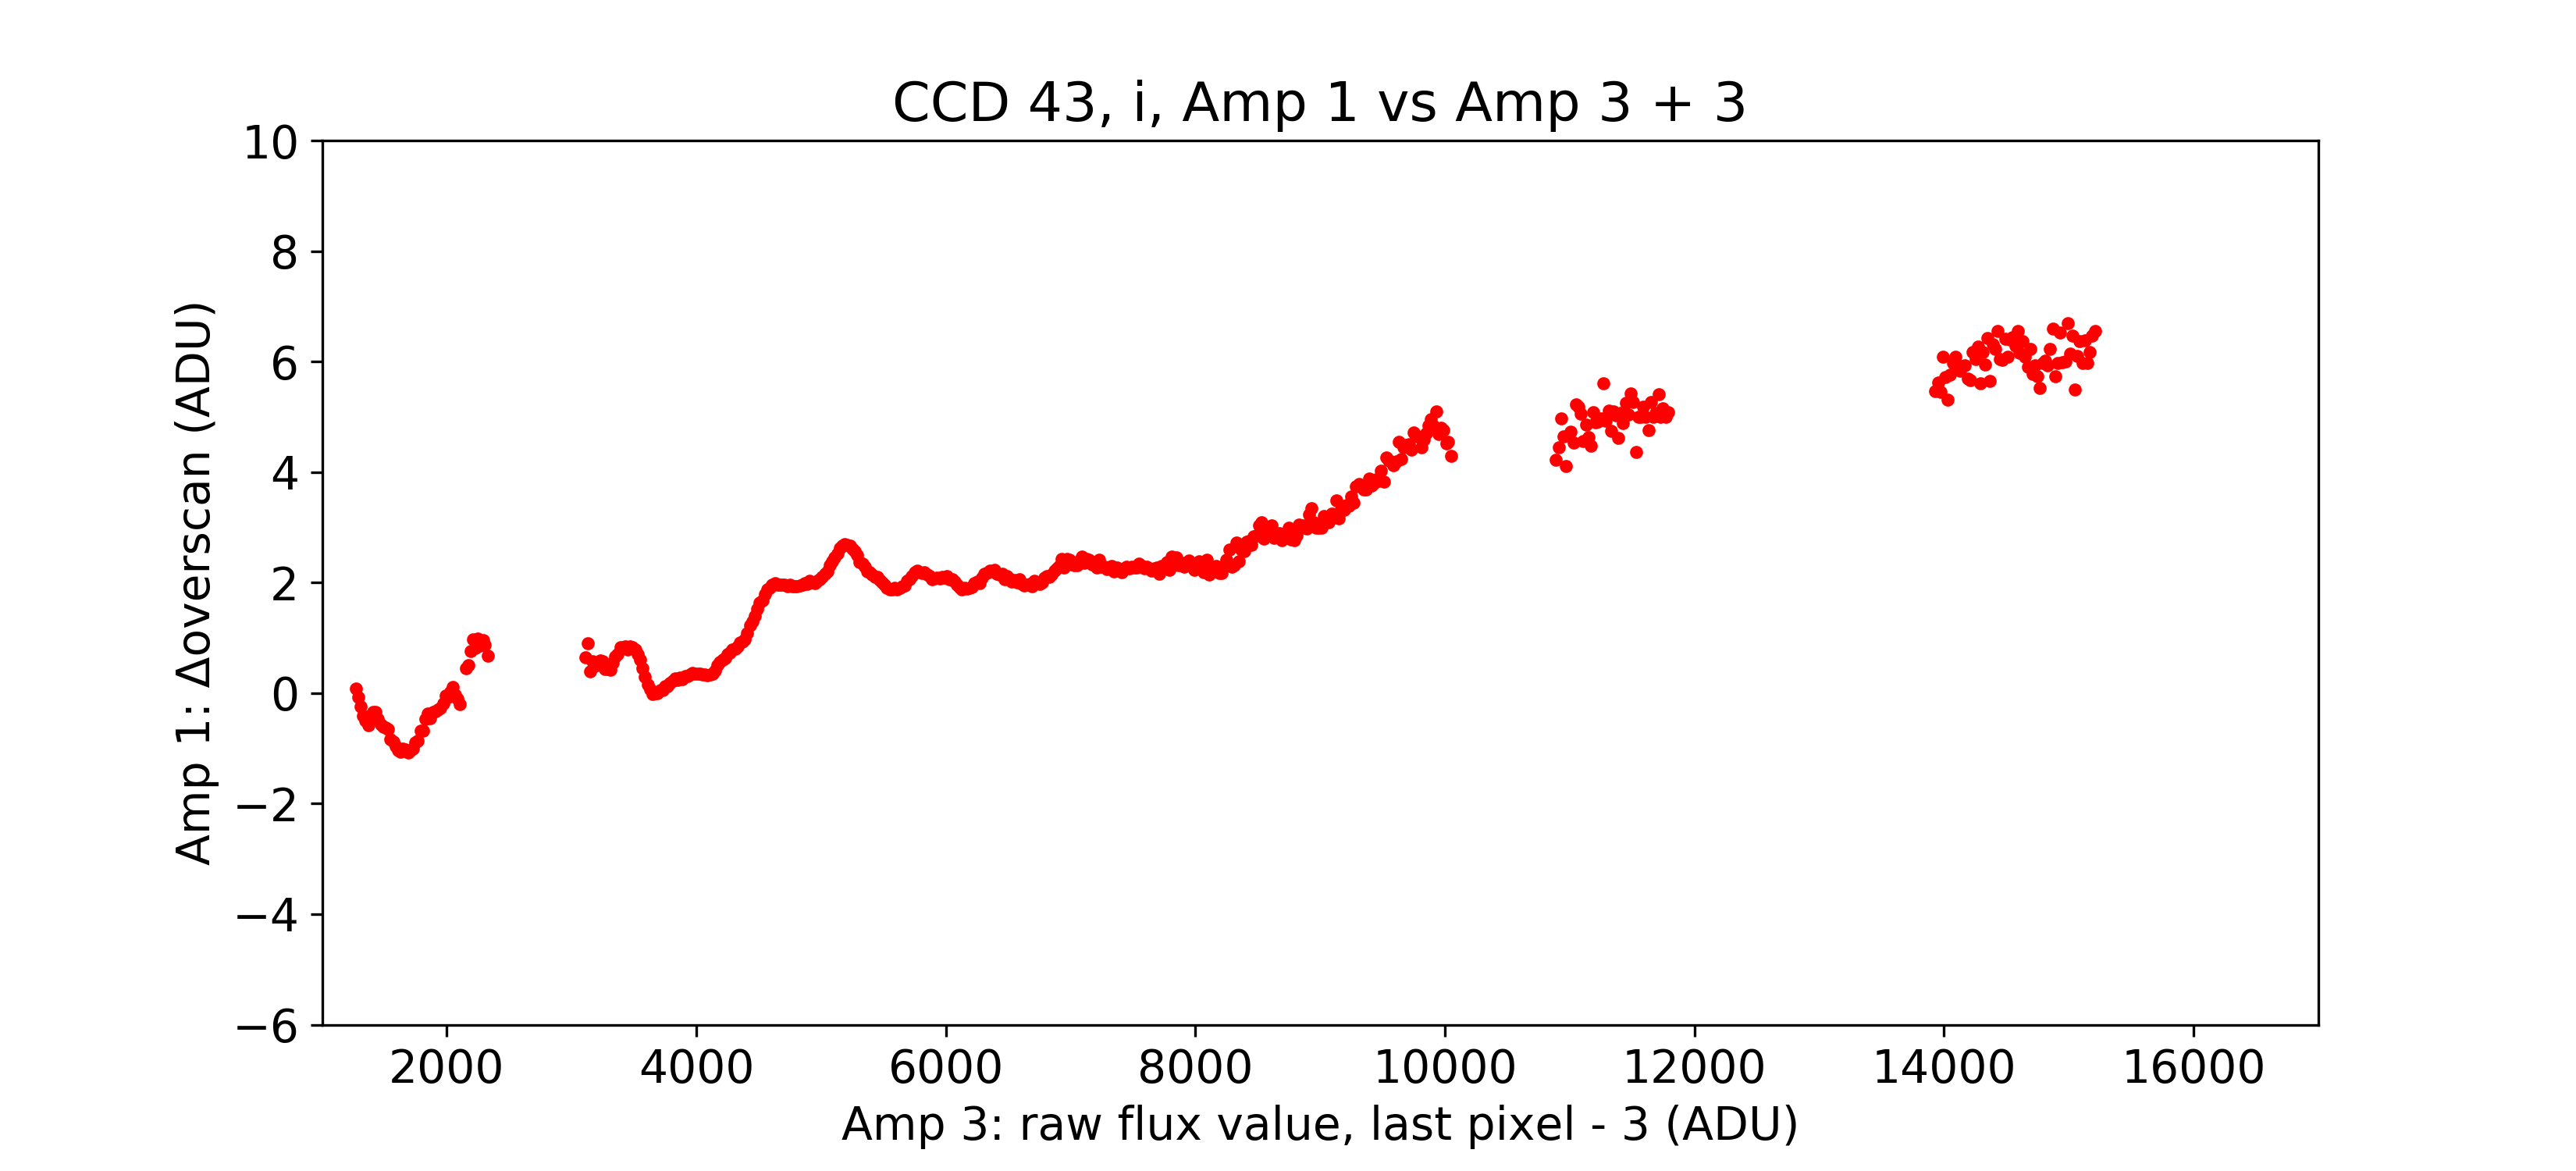 CCD 43, i, Amp 1 vs Amp 3 + 3
10
8
6
4
2
0
−2
−4
−6
Amp 1: Δoverscan (ADU)
2000 4000 6000 8000 10000 12000 14000 16000
Amp 3: raw flux value, last pixel - 3 (ADU)